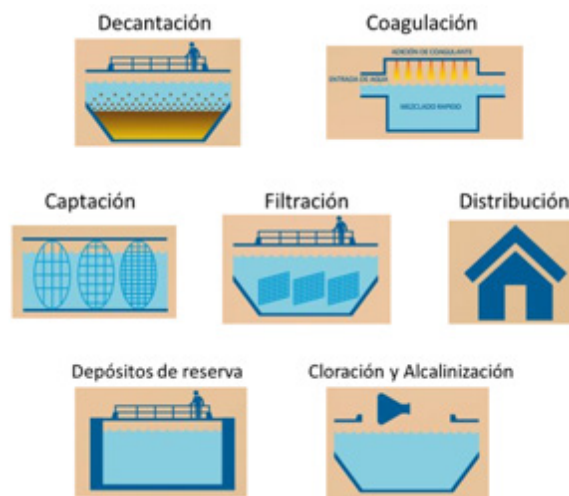 Decantación
Coagulación
ADICIÓN DE COAGULANTE
ENTRADA DE AGUA
MEZCLADO RAPIDO
Captación
Filtración
Distribución
Depósitos de reserva
Cloración y Alcalinización